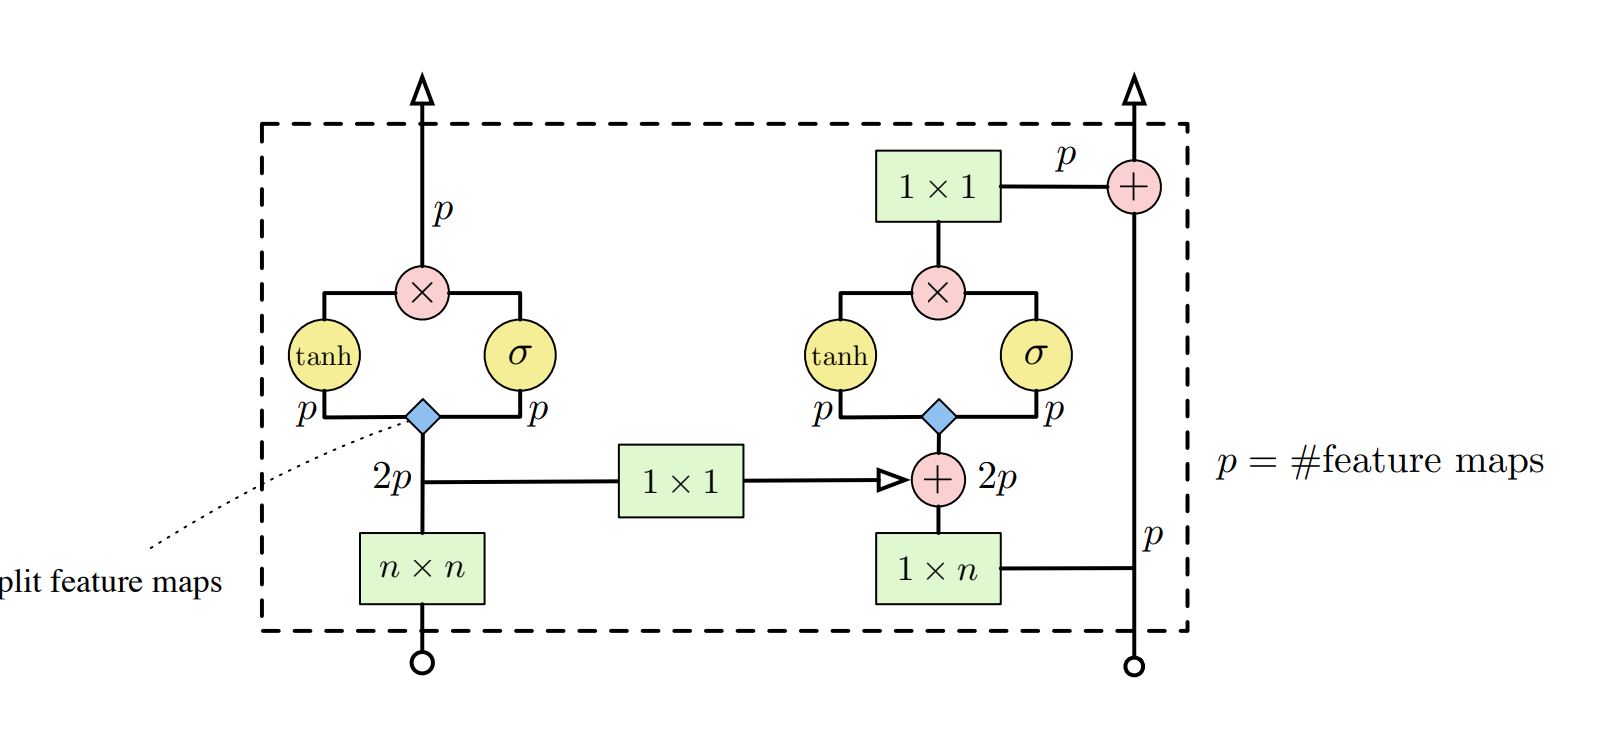 p
1 × 1
+
p
×
×
tanh
σ
tanh
σ
p
p
p
p
2p
1 × 1
+
2p
p = #feature maps
p
n × n
1 × n
plit feature maps